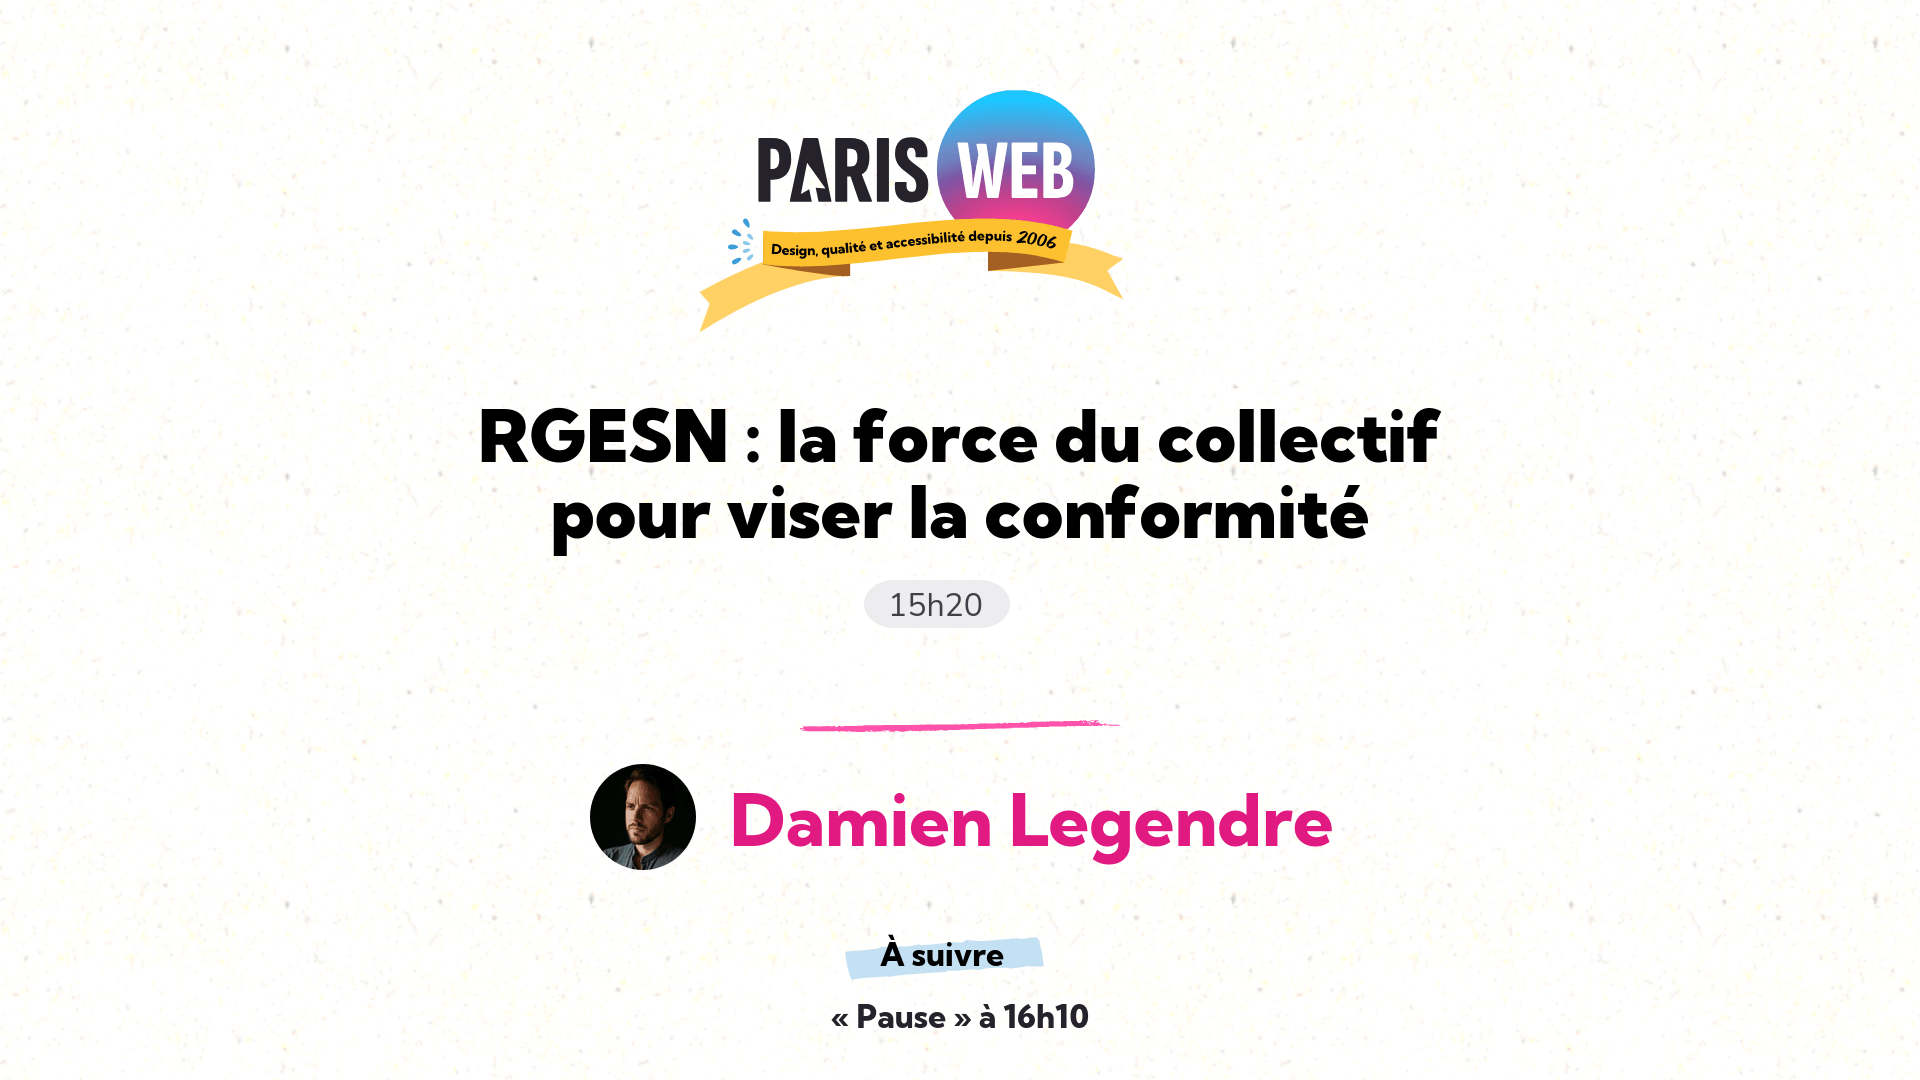 PARIS WEB
Design, qualité et accessibilité depuis 2006
RGESN : la force du collectif
pour viser la conformité
15h20
Damien Legendre
À suivre
« Pause » à 16h10